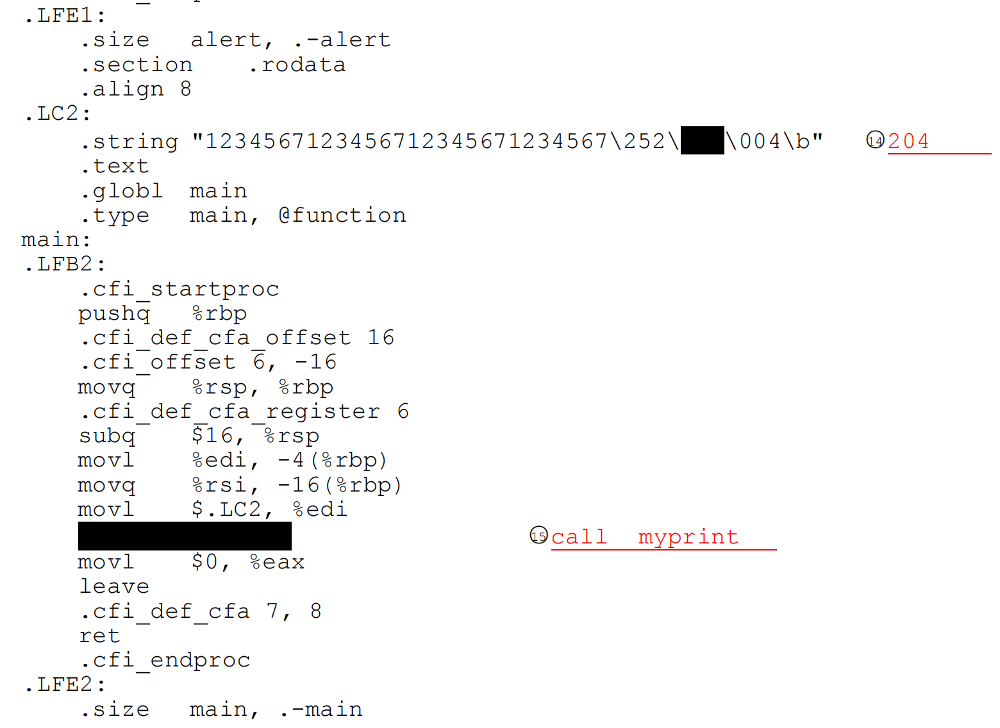 .LFE1:
.size alert, .-alert
.section .rodata
.align 8
.LC2:
.string "1234567123456712345671234567\252\ \004\b" ⑭204
.text
.globl main
.type main, @function
main:
.LFB2:
.cfi_startproc
pushq %rbp
.cfi_def_cfa_offset 16
.cfi_offset 6, -16
movq %rsp, %rbp
.cfi_def_cfa_register 6
subq $16, %rsp
movl %edi, -4(%rbp)
movq %rsi, -16(%rbp)
movl $.LC2, %edi
⑮call myprint
movl $0, %eax
leave
.cfi_def_cfa 7, 8
ret
.cfi_endproc
.LFE2:
.size main, .-main